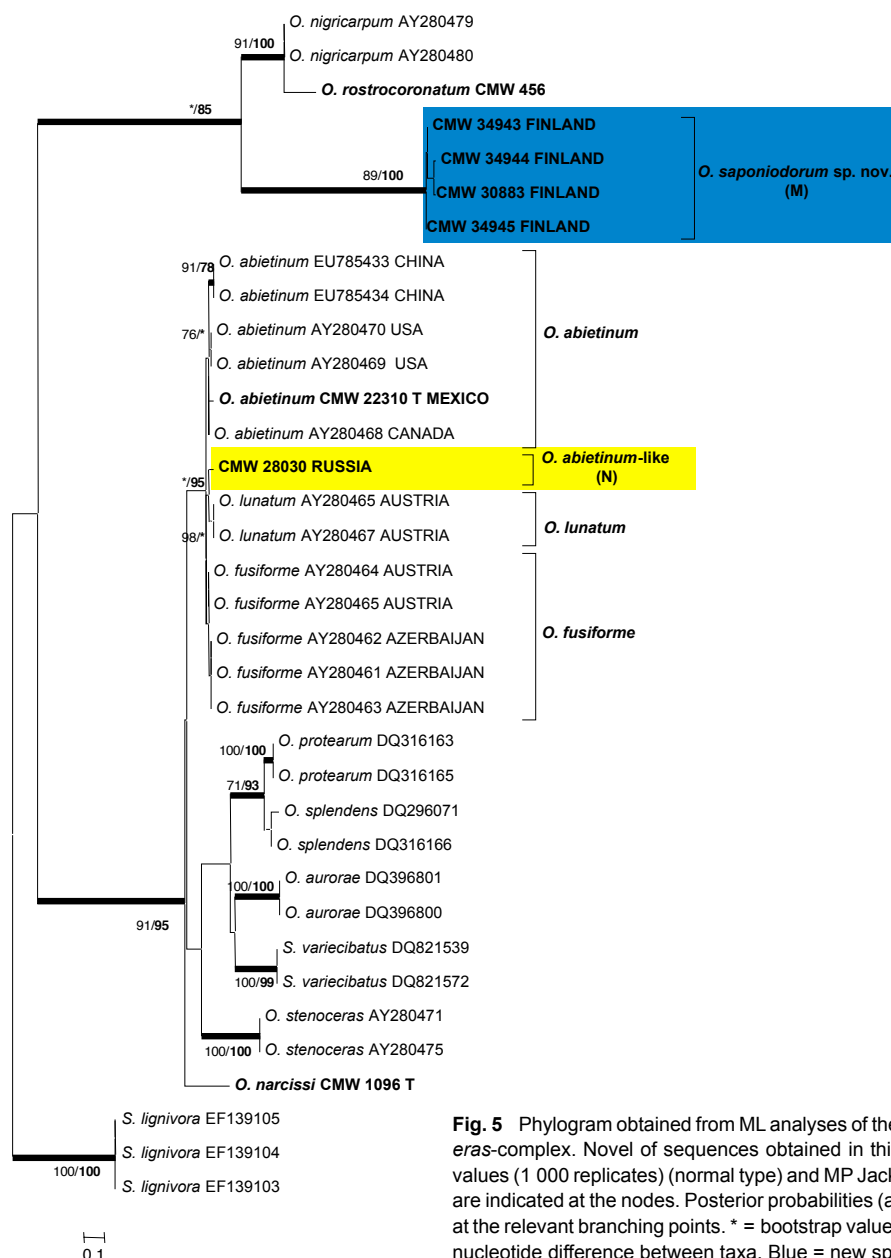 O. nigricarpum AY280479
91/100
O. nigricarpum AY280480
O. rostrocoronatum CMW 456
*/85
CMW 34943 FINLAND
CMW 34944 FINLAND
O. saponiodorum sp. nov.
(M)
89/100
CMW 30883 FINLAND
CMW 34945 FINLAND
O. abietinum EU785433 CHINA
91/78
O. abietinum EU785434 CHINA
76/*
O. abietinum AY280470 USA
O. abietinum
O. abietinum AY280469 USA
O. abietinum CMW 22310 T MEXICO
O. abietinum AY280468 CANADA
CMW 28030 RUSSIA
O. abietinum-like
(N)
*/95
O. lunatum AY280465 AUSTRIA
O. lunatum
O. lunatum AY280467 AUSTRIA
98/*
O. fusiforme AY280464 AUSTRIA
O. fusiforme AY280465 AUSTRIA
O. fusiforme AY280462 AZERBAIJAN
O. fusiforme
O. fusiforme AY280461 AZERBAIJAN
O. fusiforme AY280463 AZERBAIJAN
O. protearum DQ316163
100/100
O. protearum DQ316165
71/93
O. splendens DQ296071
O. splendens DQ316166
O. aurorae DQ396801
100/100
O. aurorae DQ396800
S. variecibatus DQ821539
91/95
S. variecibatus DQ821572
100/99
O. stenoceras AY280471
O. stenoceras AY280475
100/100
O. narcissi CMW 1096 T
S. lignivora EF139105
S. lignivora EF139104
100/100
S. lignivora EF139103
0.1
Fig. 5 Phylogram obtained from ML analyses of the
eras-complex. Novel of sequences obtained in thi
values (1 000 replicates) (normal type) and MP Jack
are indicated at the nodes. Posterior probabilities (a
at the relevant branching points. * = bootstrap value
nucleotide difference between taxa. Blue = new sp